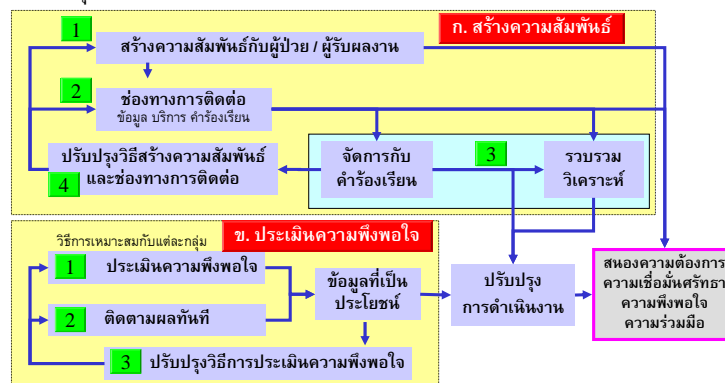 1
ก. สร้างความสัมพันธ์
สร้างความสัมพันธ์กับผู้ป่วย / ผู้รับผลงาน
2
ช่องทางการติดต่อ
ข้อมูล บริการ คำร้องเรียน
ปรับปรุงวิธีสร้างความสัมพันธ์
4 และช่องทางการติดต่อ
จัดการกับ
คำร้องเรียน
3
รวบรวม
วิเคราะห์
วิธีการเหมาะสมกับแต่ละกลุ่ม
ข. ประเมินความพึงพอใจ
1 ประเมินความพึงพอใจ
2 ติดตามผลทันที
ข้อมูลที่เป็น
ประโยชน์
3 ปรับปรุงวิธีการประเมินความพึงพอใจ
ปรับปรุง
การดำเนินงาน
สนองความต้องการ
ความเชื่อมั่นศรัทธา
ความพึงพอใจ
ความร่วมมือ